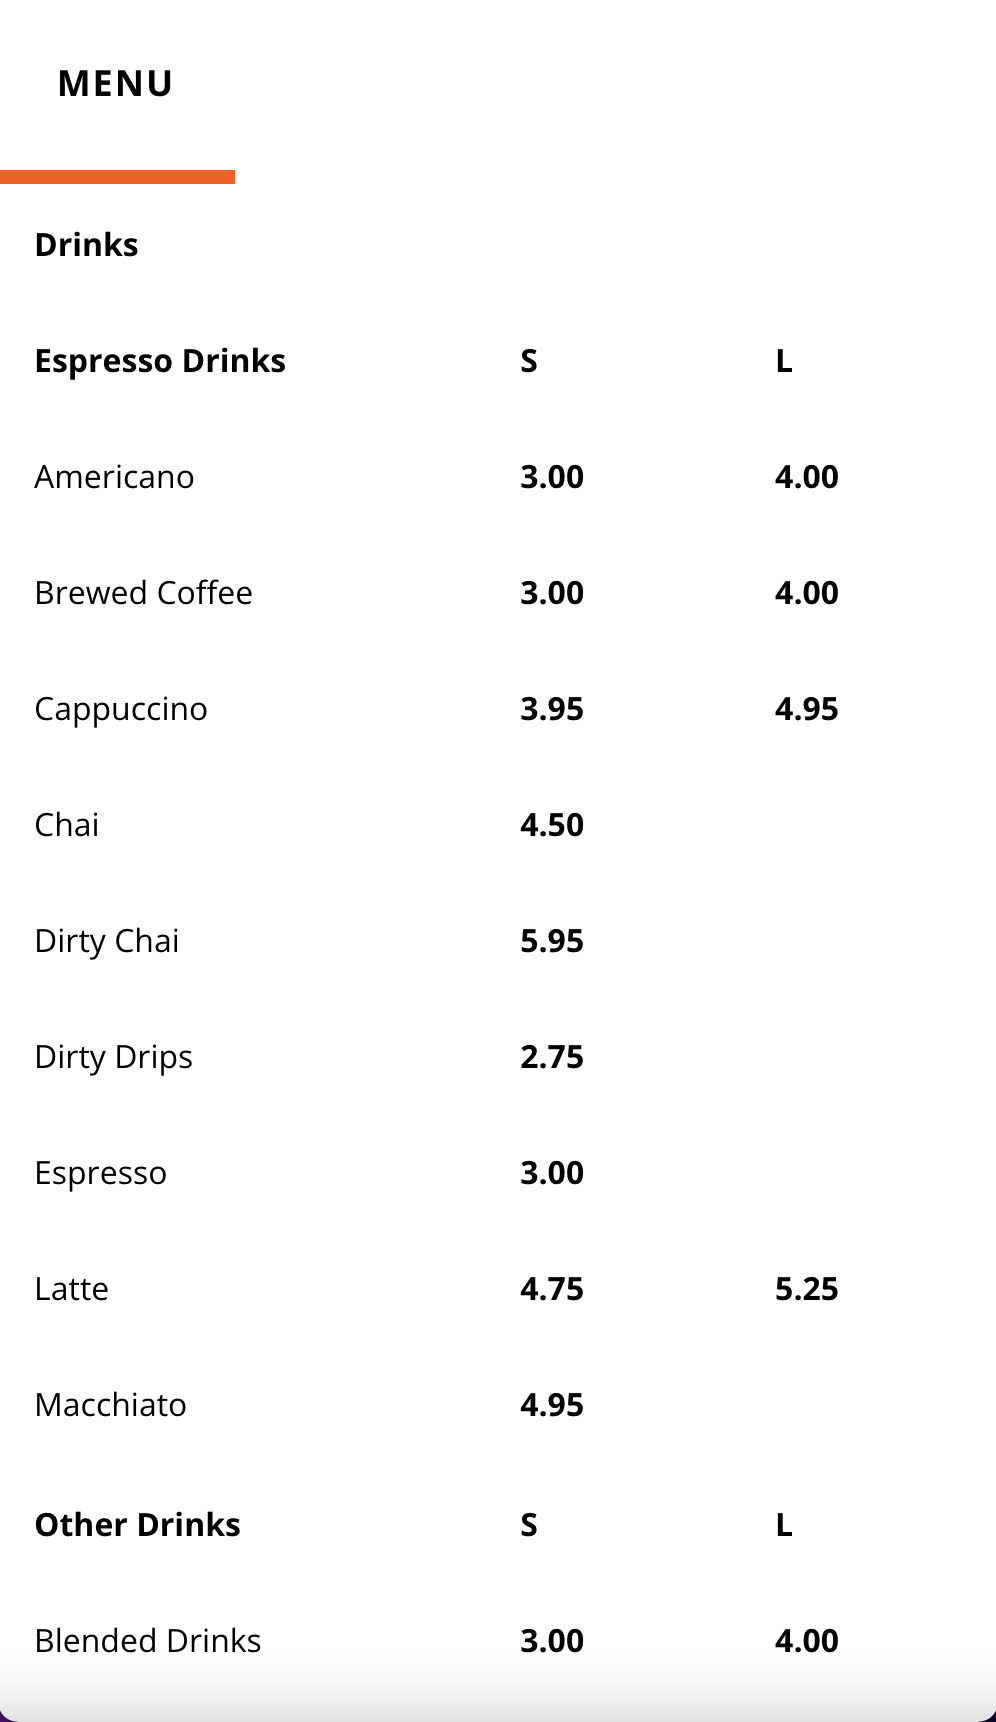 MENU
Drinks
Espresso Drinks S L
Americano 3.00 4.00
Brewed Coffee 3.00 4.00
Cappuccino 3.95 4.95
Chai 4.50
Dirty Chai 5.95
Dirty Drips 2.75
Espresso 3.00
Latte 4.75 5.25
Macchiato 4.95
Other Drinks S L
Blended Drinks 3.00 4.00